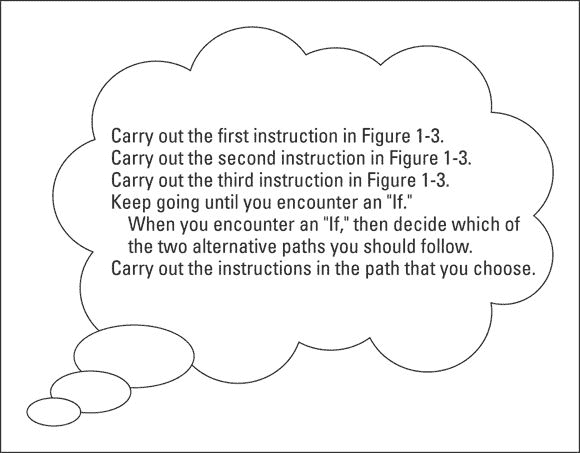 Carry out the first instruction in Figure 1-3.
Carry out the second instruction in Figure 1-3.
Carry out the third instruction in Figure 1-3.
Keep going until you encounter an "If."
When you encounter an "If," then decide which of
the two alternative paths you should follow.
Carry out the instructions in the path that you choose.